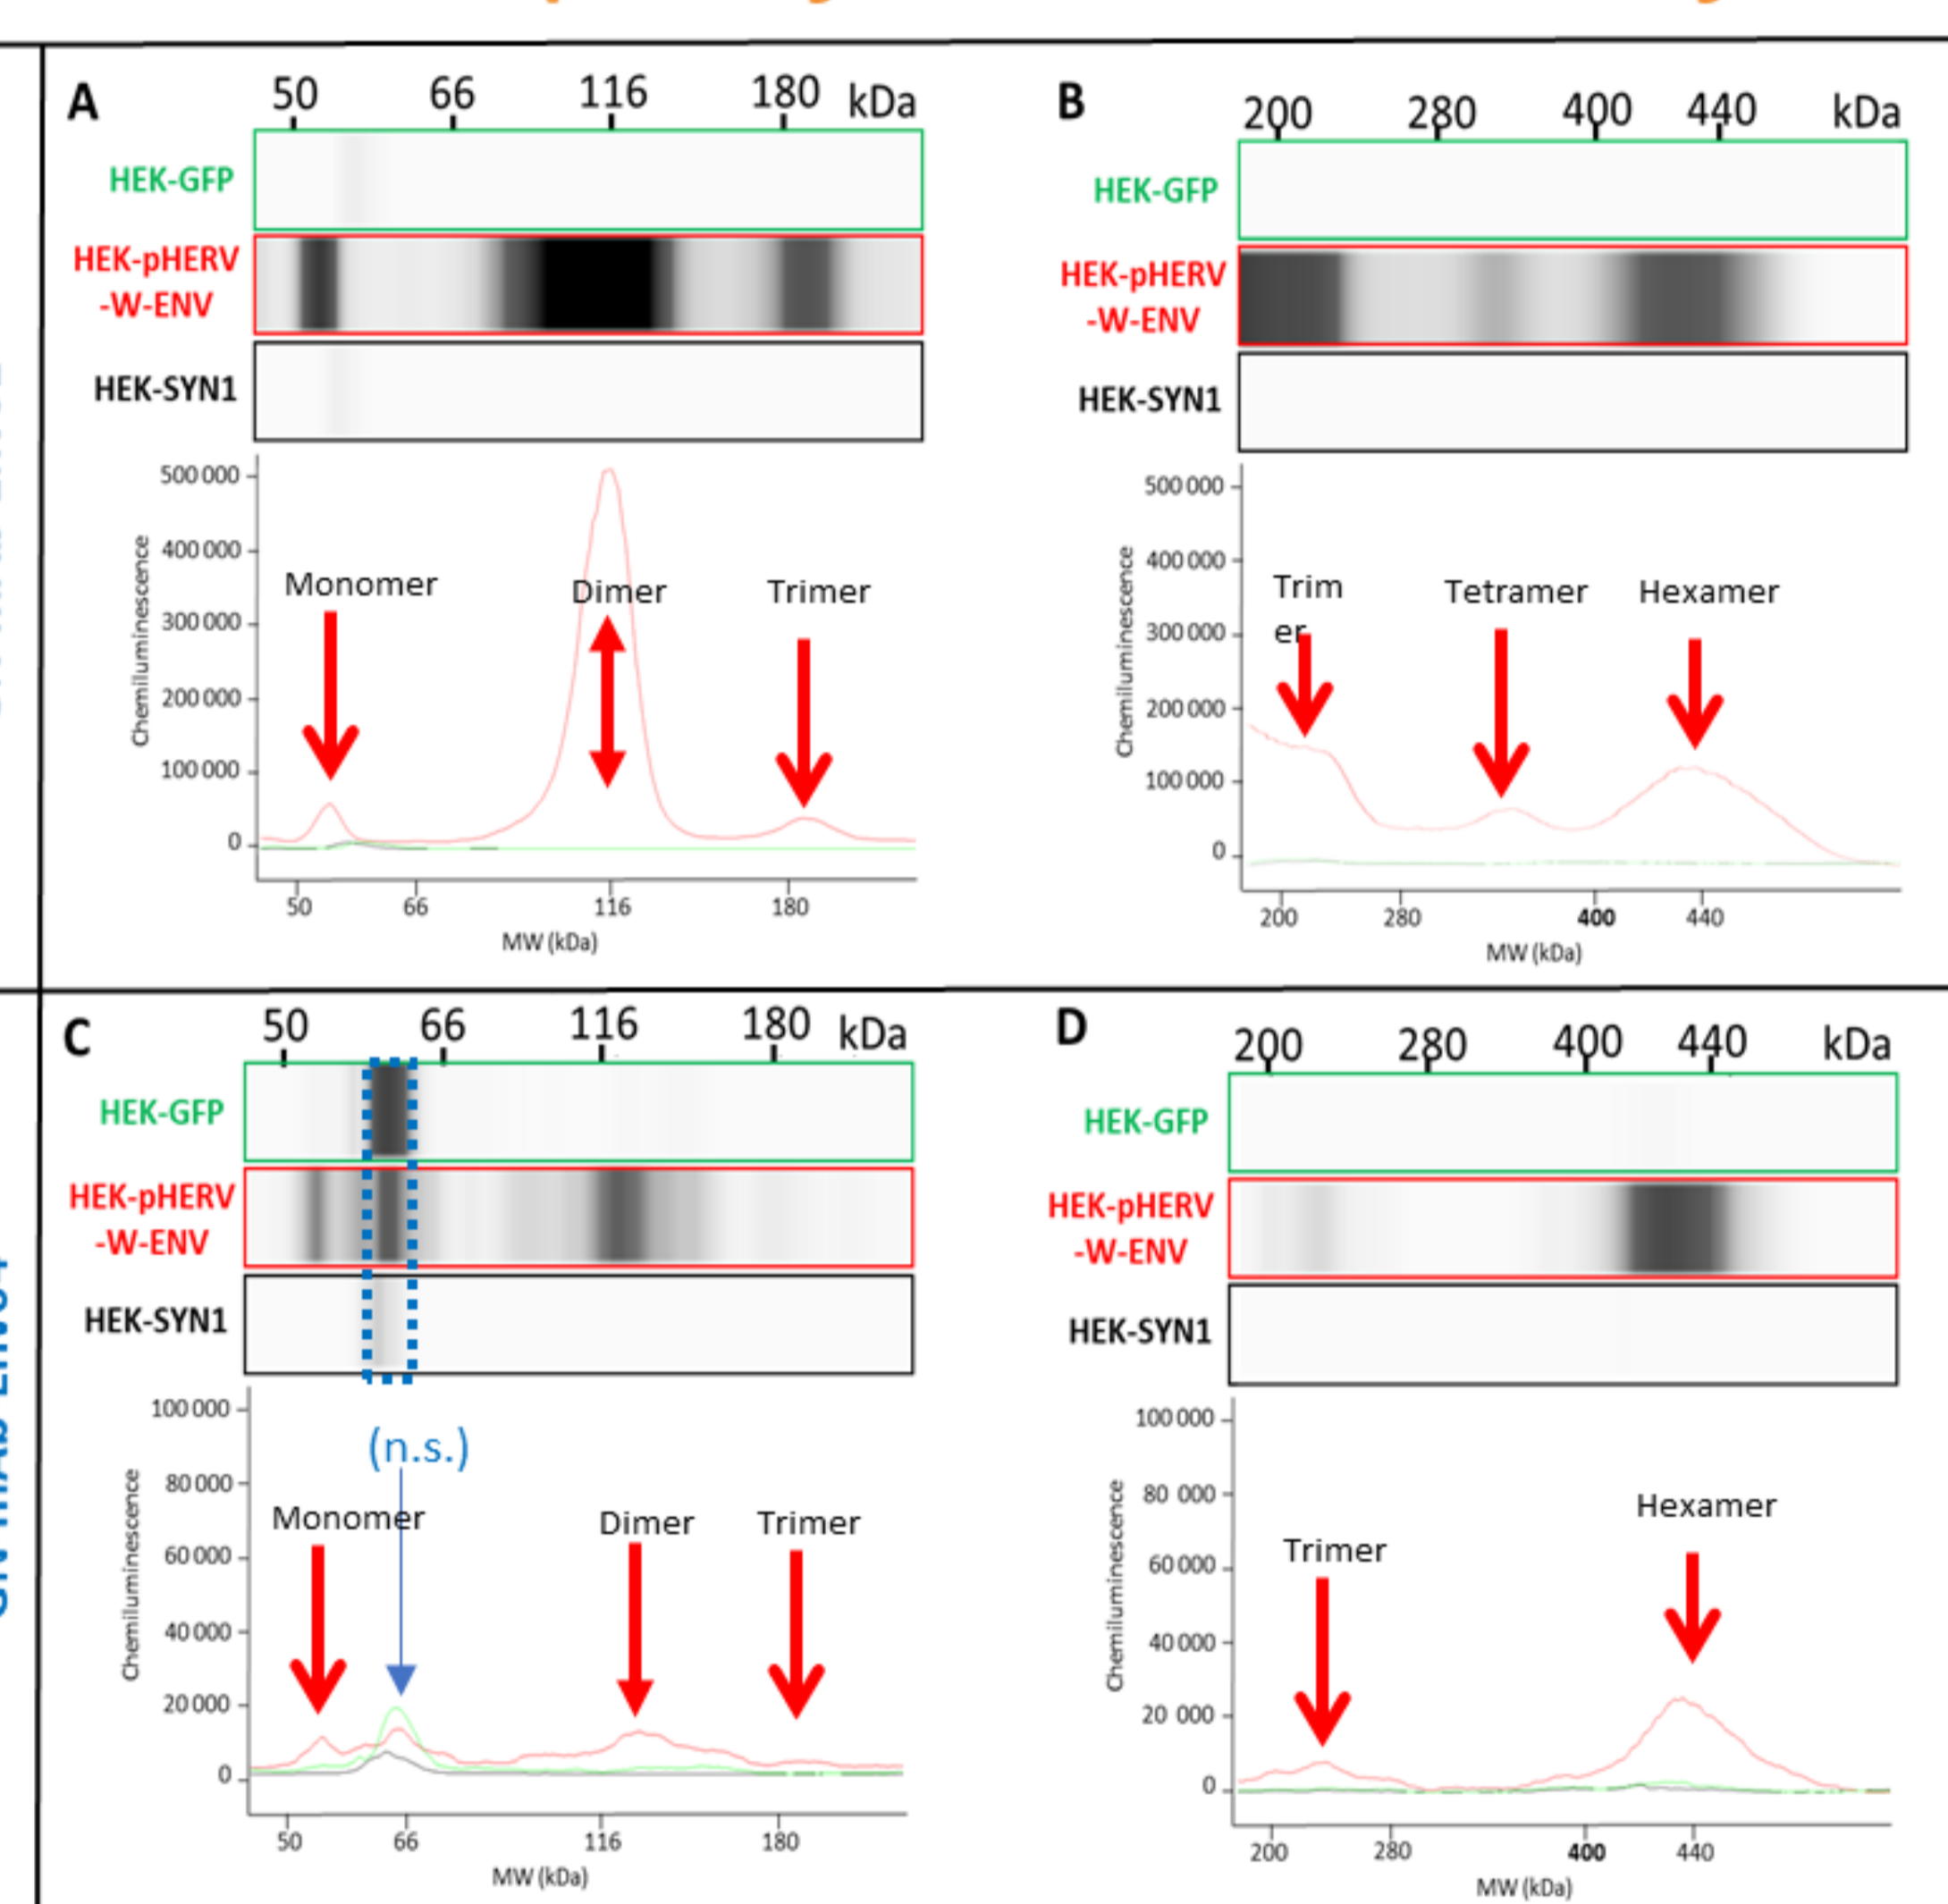 A
50 66 116 180 kDa
HEK-GFP
HEK-pHERV
-W-ENV
HEK-SYN1
500 000
400 000
300 000
200 000
100 000
0
Chemiluminescence
Monomer
Dimer
Trimer
50 66 116 180
MW (kDa)
B
200 280 400 440 kDa
HEK-GFP
HEK-pHERV
-W-ENV
HEK-SYN1
500 000
400 000
300 000
200 000
100 000
0
Chemiluminescence
Trim
er
Tetramer
Hexamer
200 280 400 440
MW (kDa)
C
50 66 116 180 kDa
HEK-GFP
HEK-pHERV
-W-ENV
HEK-SYN1
100 000
80 000
60 000
40 000
20 000
0
Chemiluminescence
(n.s.)
Monomer
Dimer
Trimer
50 66 116 180
MW (kDa)
D
200 280 400 440 kDa
HEK-GFP
HEK-pHERV
-W-ENV
HEK-SYN1
100 000
80 000
60 000
40 000
20 000
0
Chemiluminescence
Trimer
Hexamer
200 280 400 440
MW (kDa)